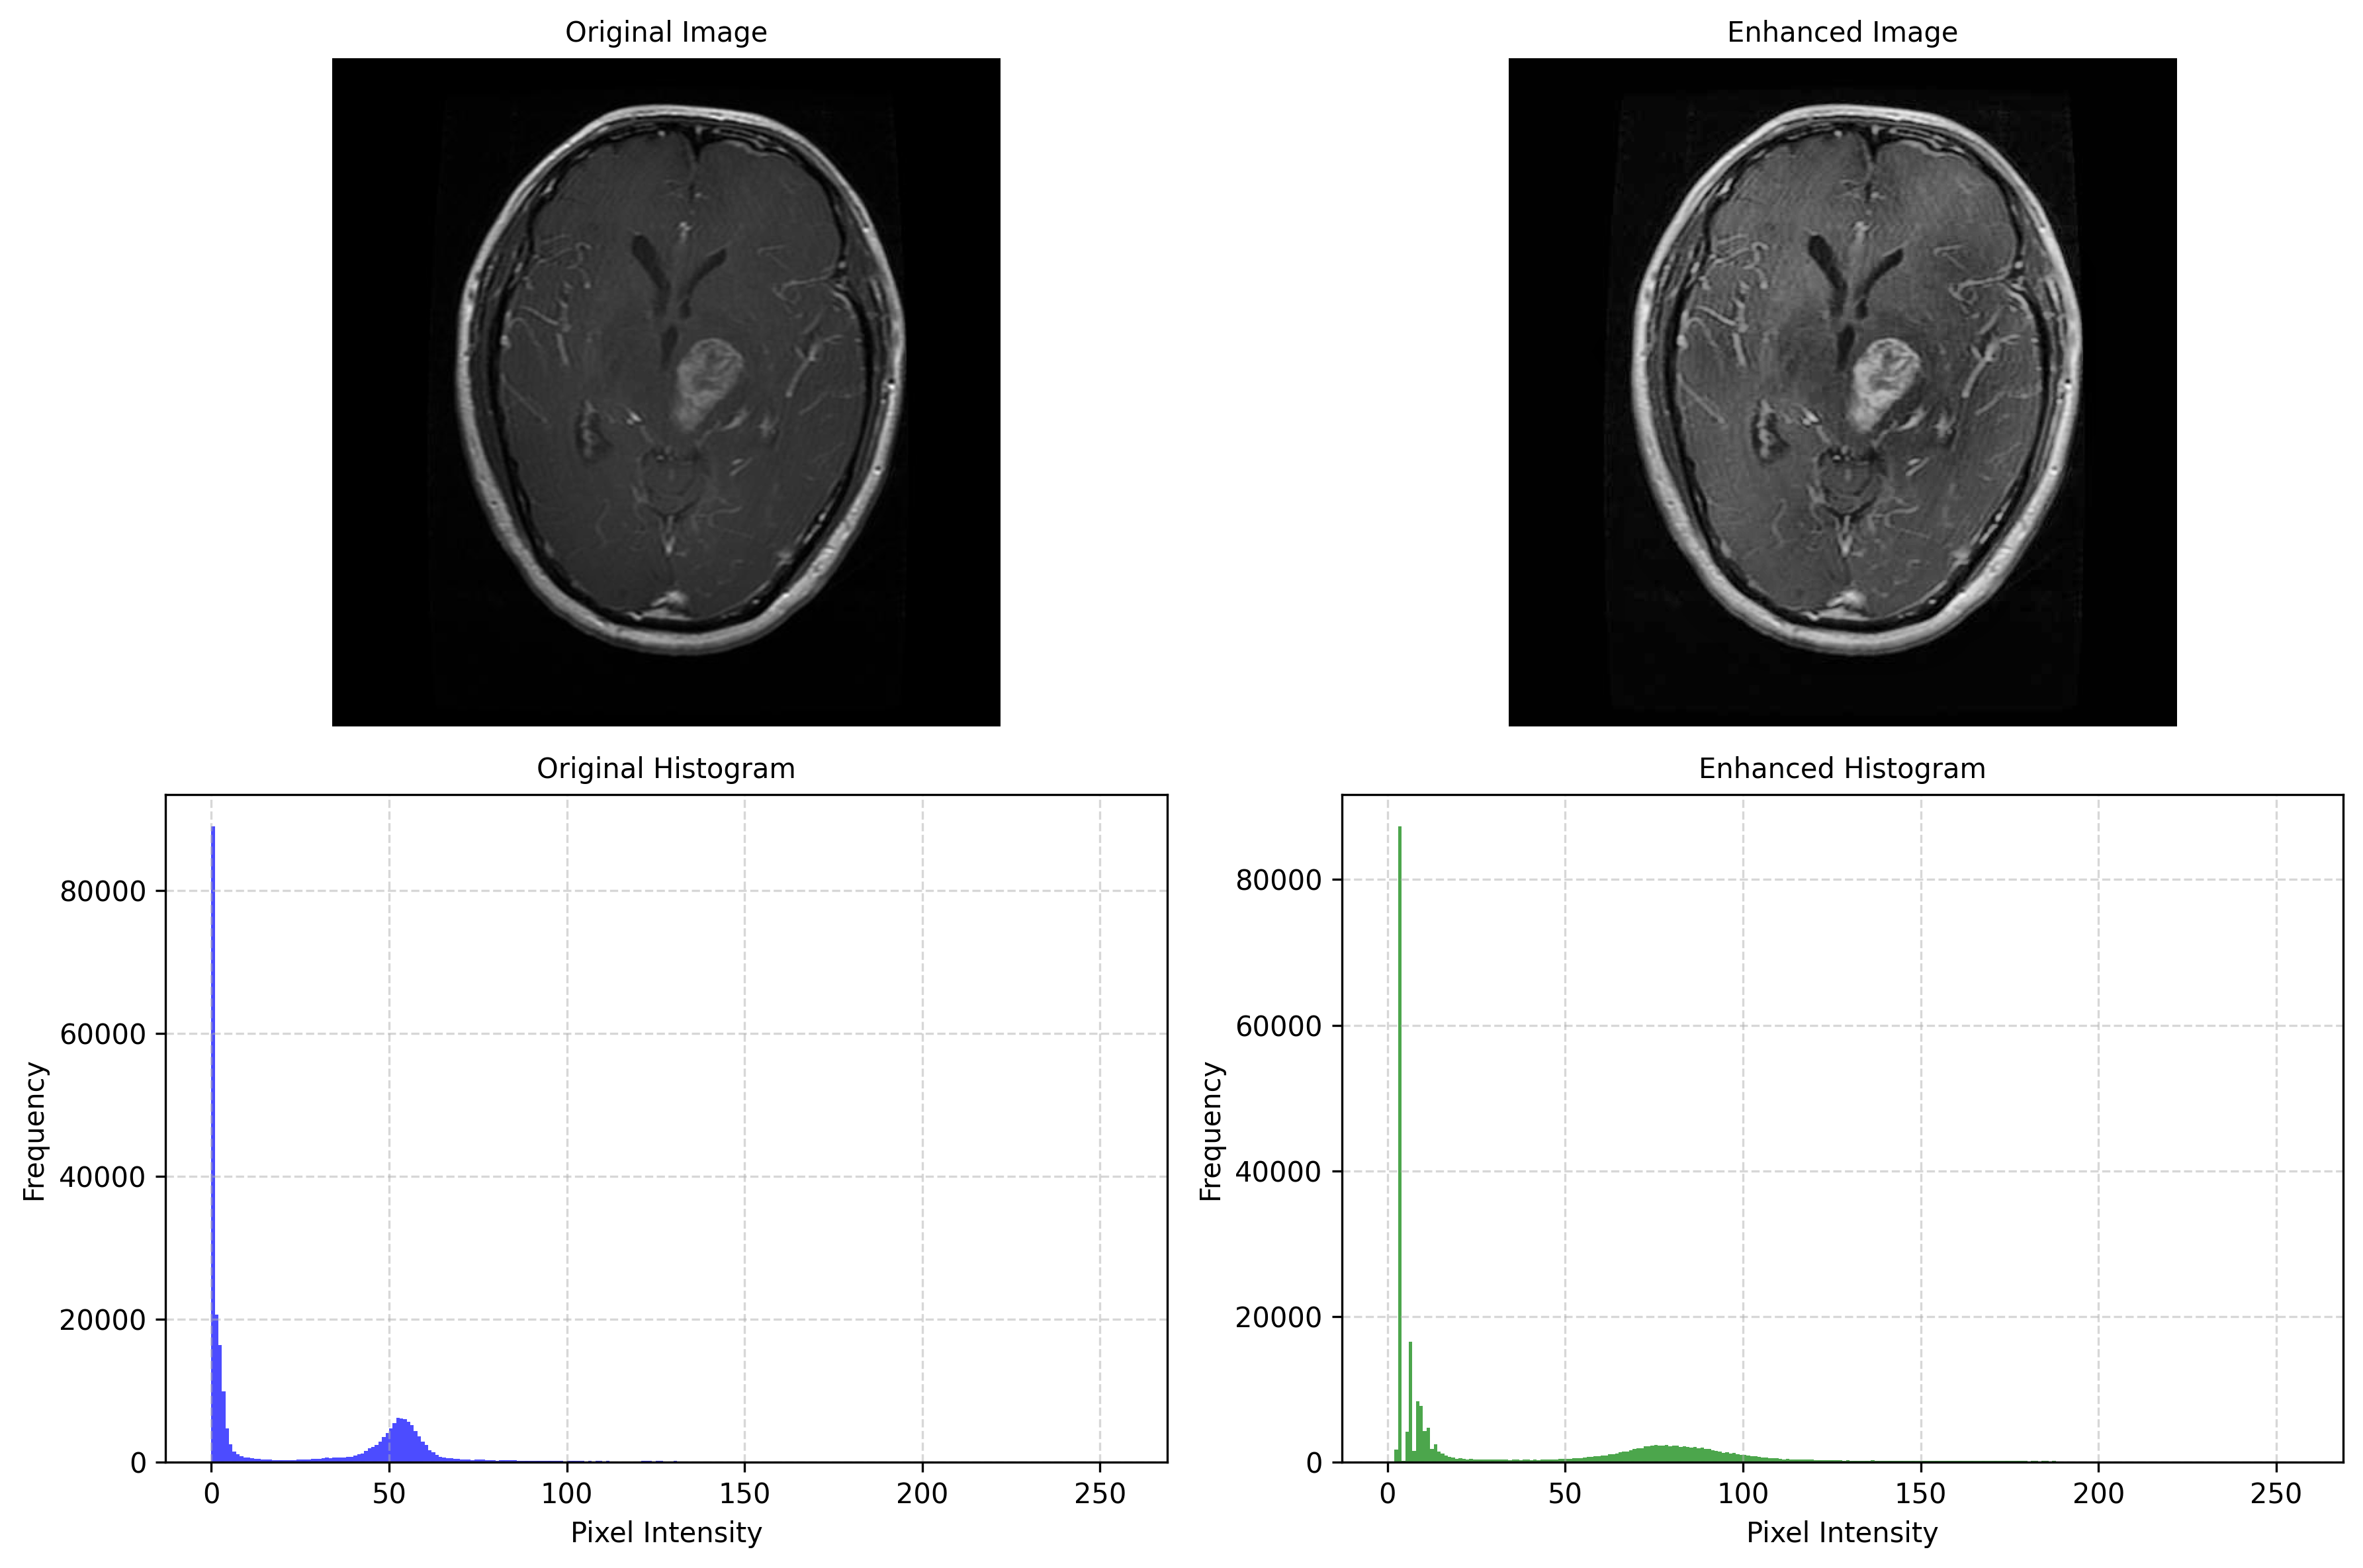 Original Image
Enhanced Image
Original Histogram
Enhanced Histogram
Frequency
80000
60000
40000
20000
0
0 50 100 150 200 250
Pixel Intensity
Frequency
80000
60000
40000
20000
0
0 50 100 150 200 250
Pixel Intensity